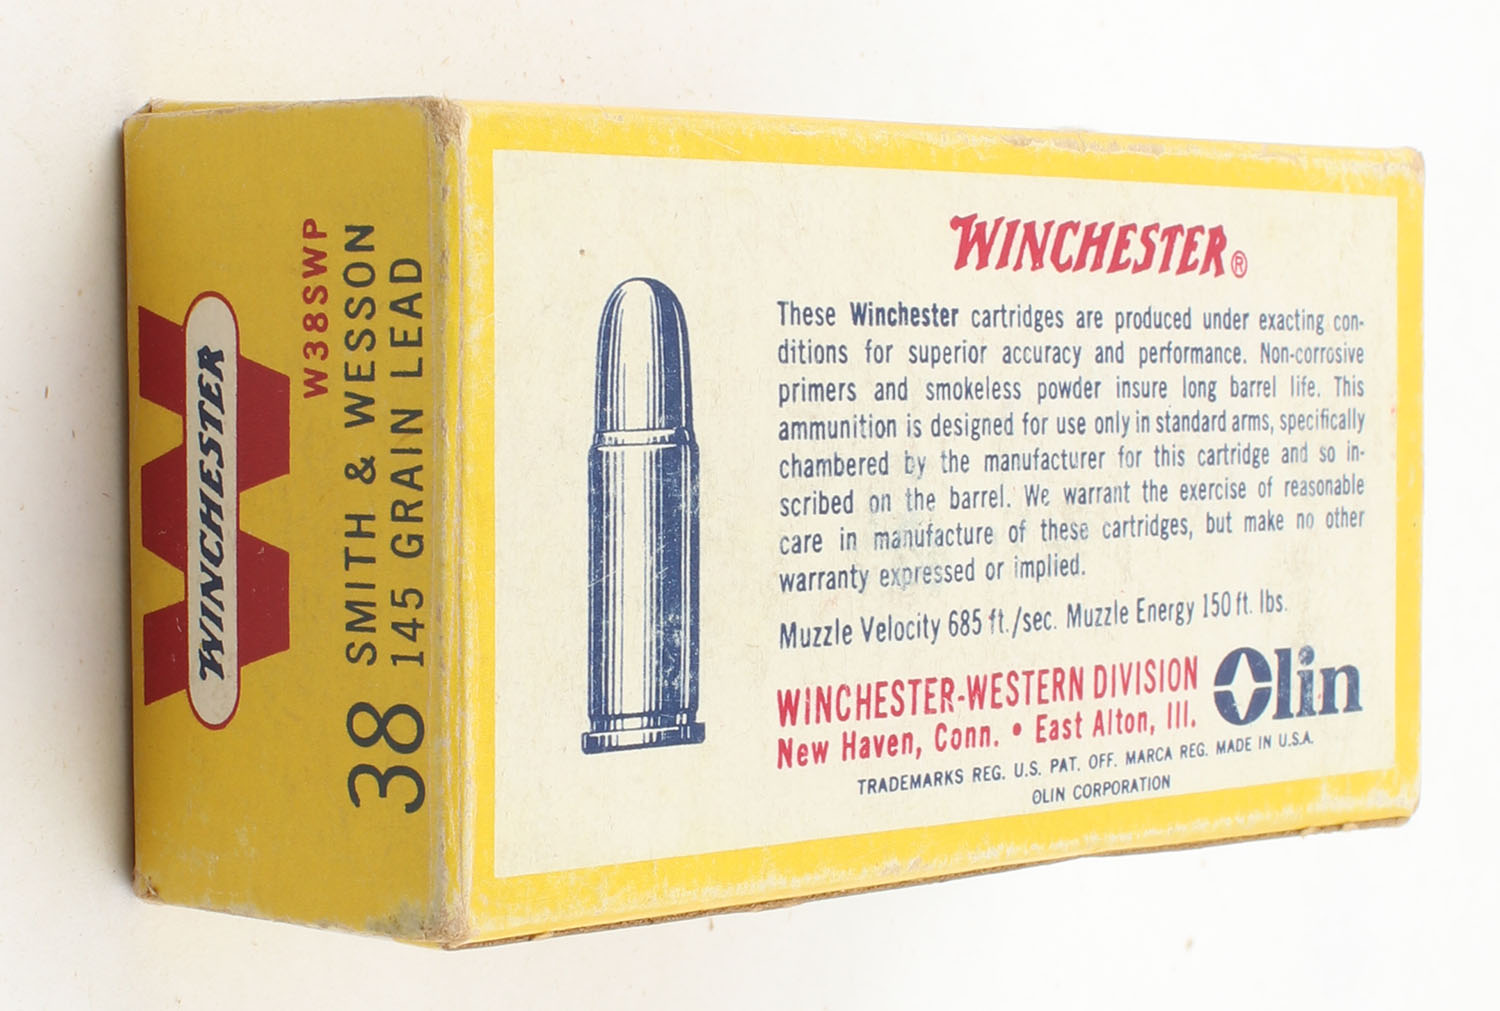 WINCHESTER
W38SWP
38 SMITH & WESSON
145 GRAIN LEAD
WINCHESTER®
These Winchester cartridges are produced under exacting con-
ditions for superior accuracy and performance. Non-corrosive
primers and smokeless powder insure long barrel life. This
ammunition is designed for use only in standard arms, specifically
chambered by the manufacturer for this cartridge and so in-
scribed on the barrel. We warrant the exercise of reasonable
care in manufacture of these cartridges, but make no other
warranty expressed or implied.
Muzzle Velocity 685 ft./sec. Muzzle Energy 150 ft. lbs.
WINCHESTER-WESTERN DIVISION
New Haven, Conn. • East Alton, Ill.
Olin
TRADEMARKS REG. U.S. PAT. OFF. MARCA REG. MADE IN U.S.A.
OLIN CORPORATION